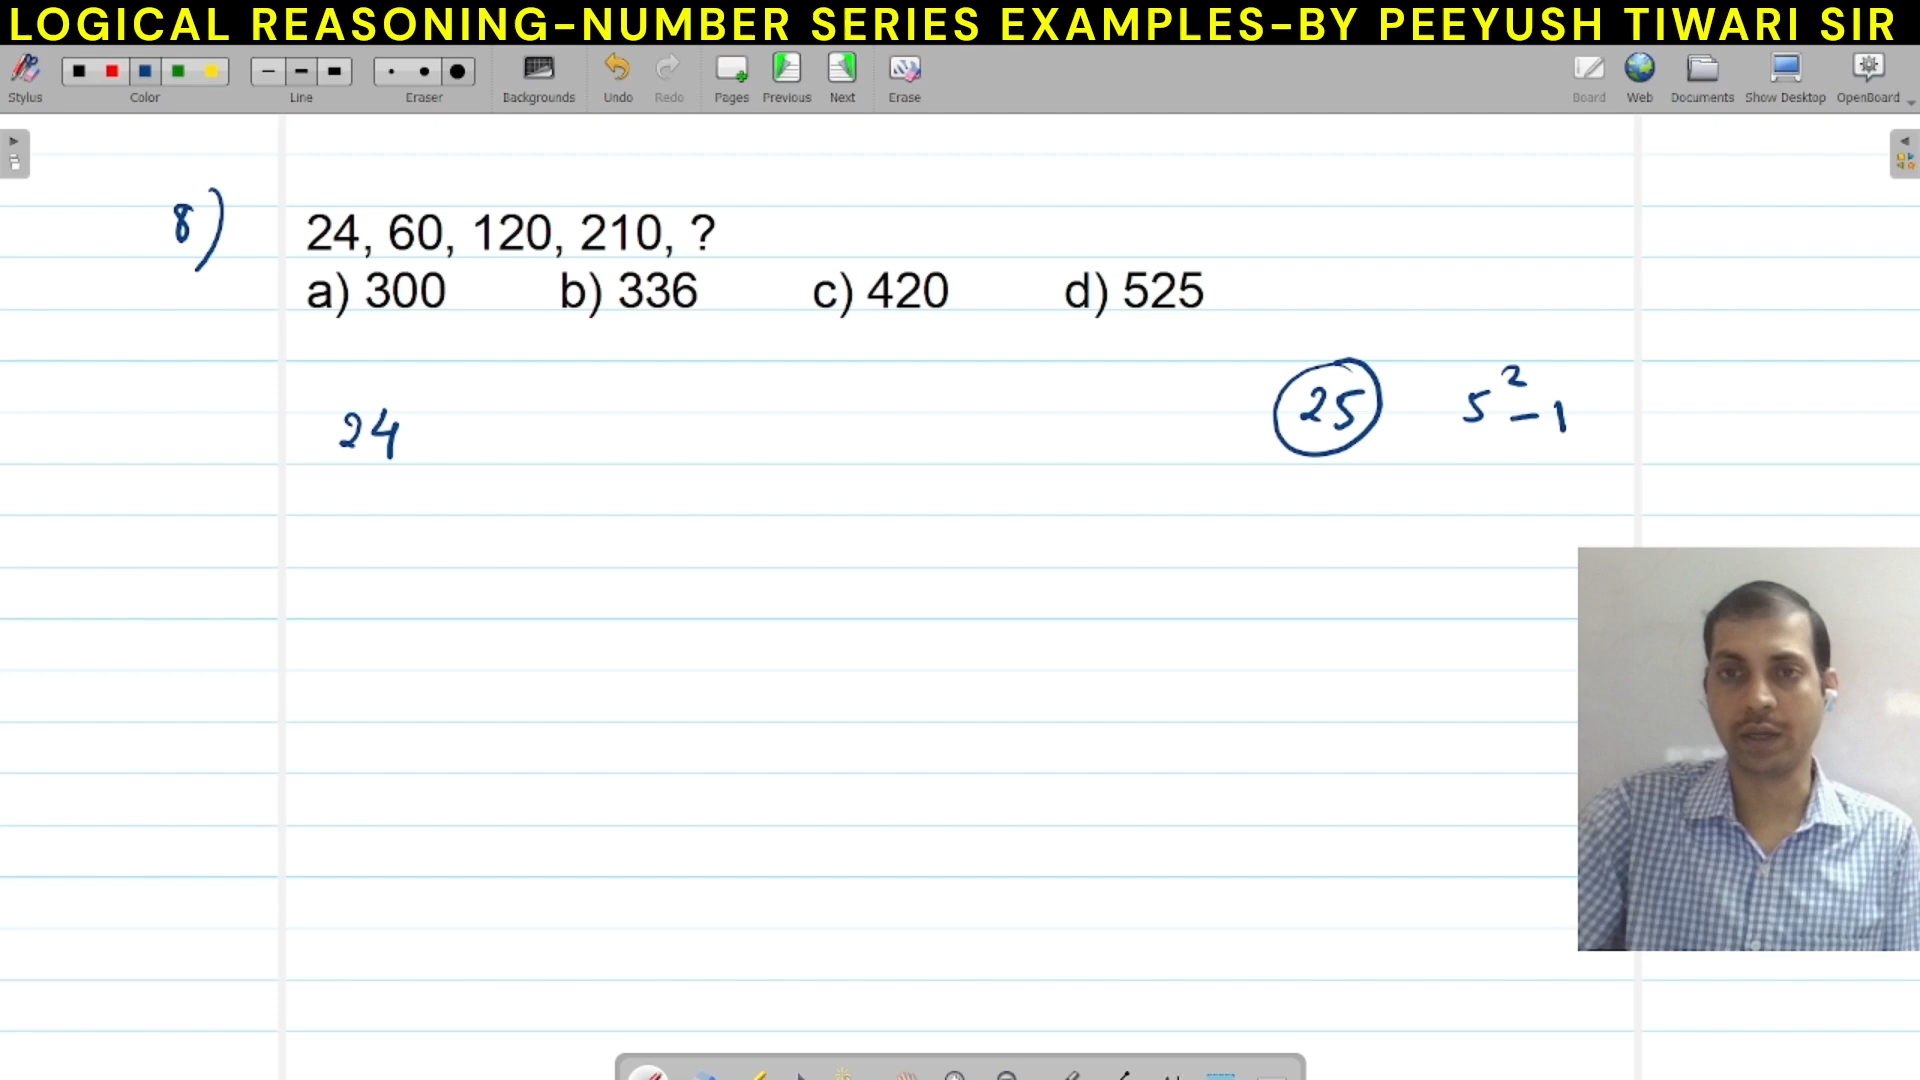 LOGICAL REASONING-NUMBER SERIES EXAMPLES-BY PEEYUSH TIWARI SIR
Stylus Color Line Eraser Backgrounds Undo Redo Pages Previous Next Erase Board Web Documents Show Desktop OpenBoard
8) 24, 60, 120, 210, ?
a) 300 b) 336 c) 420 d) 525
24 25 5²-1